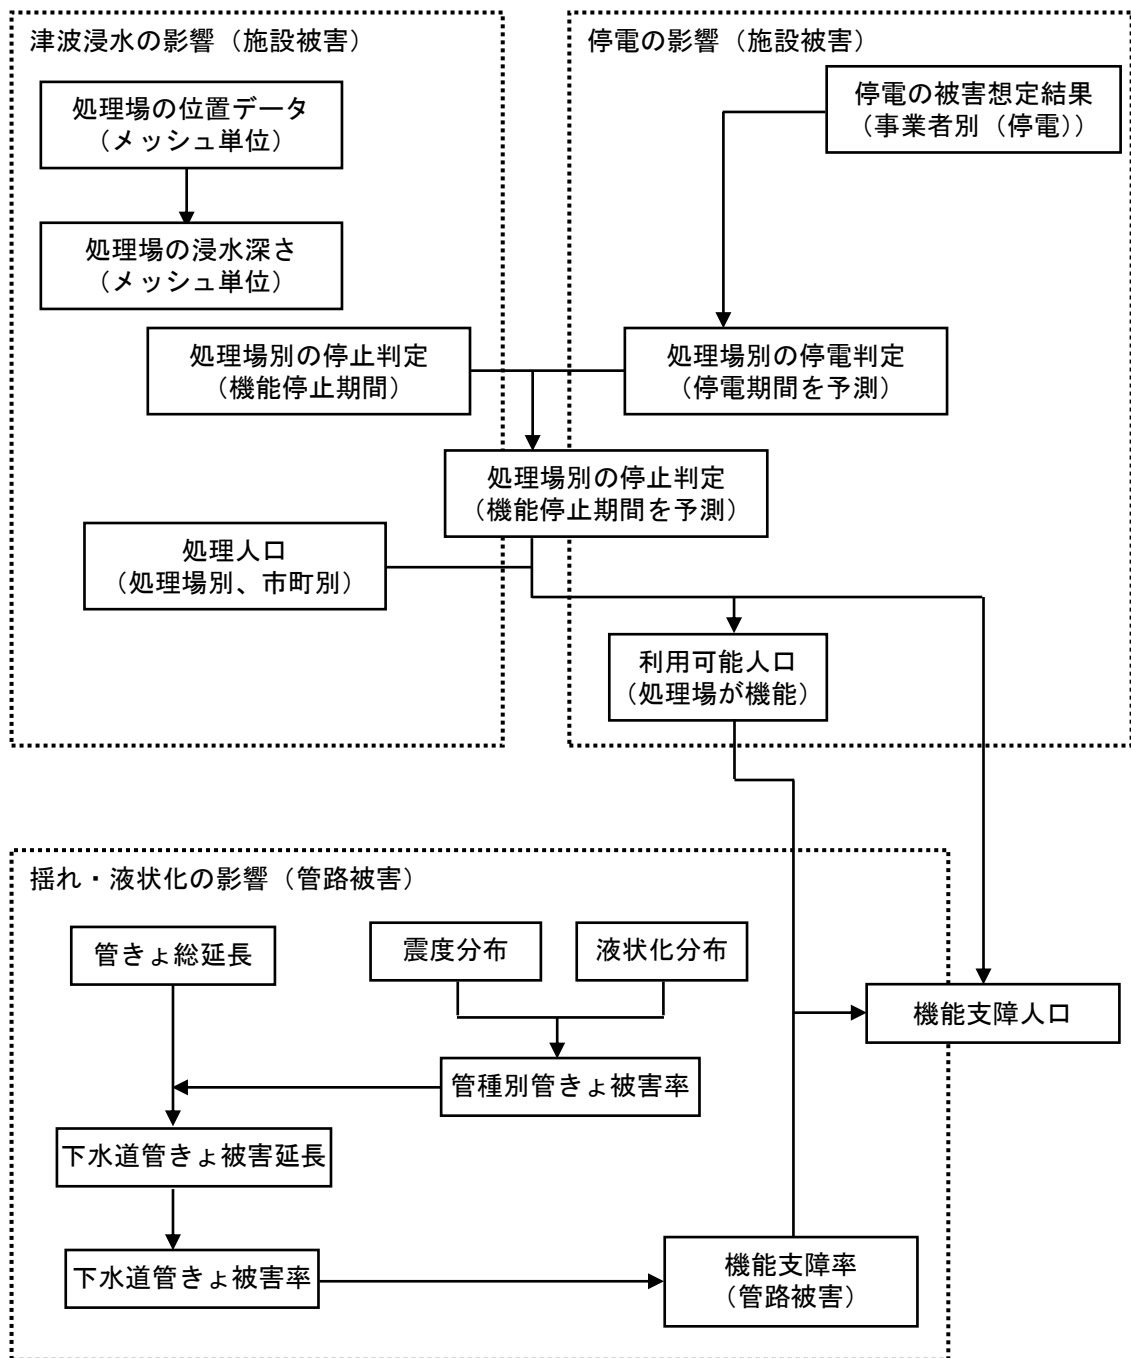 津波浸水の影響（施設被害）
処理場の位置データ
（メッシュ単位）
処理場の浸水深さ
（メッシュ単位）
処理場別の停止判定
（機能停止期間）
停電の影響（施設被害）
停電の被害想定結果
（事業者別（停電））
処理場別の停電判定
（停電期間を予測）
処理場別の停止判定
（機能停止期間を予測）
処理人口
（処理場別、市町別）
利用可能人口
（処理場が機能）
揺れ・液状化の影響（管路被害）
管きょ総延長
震度分布
液状化分布
機能支障人口
管種別管きょ被害率
下水道管きょ被害延長
下水道管きょ被害率
機能支障率
（管路被害）